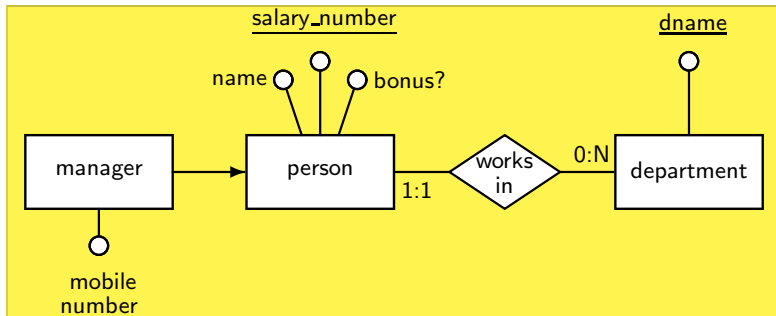 salary_number
dname
name
bonus?
manager
person
works
in
department
1:1
0:N
mobile
number